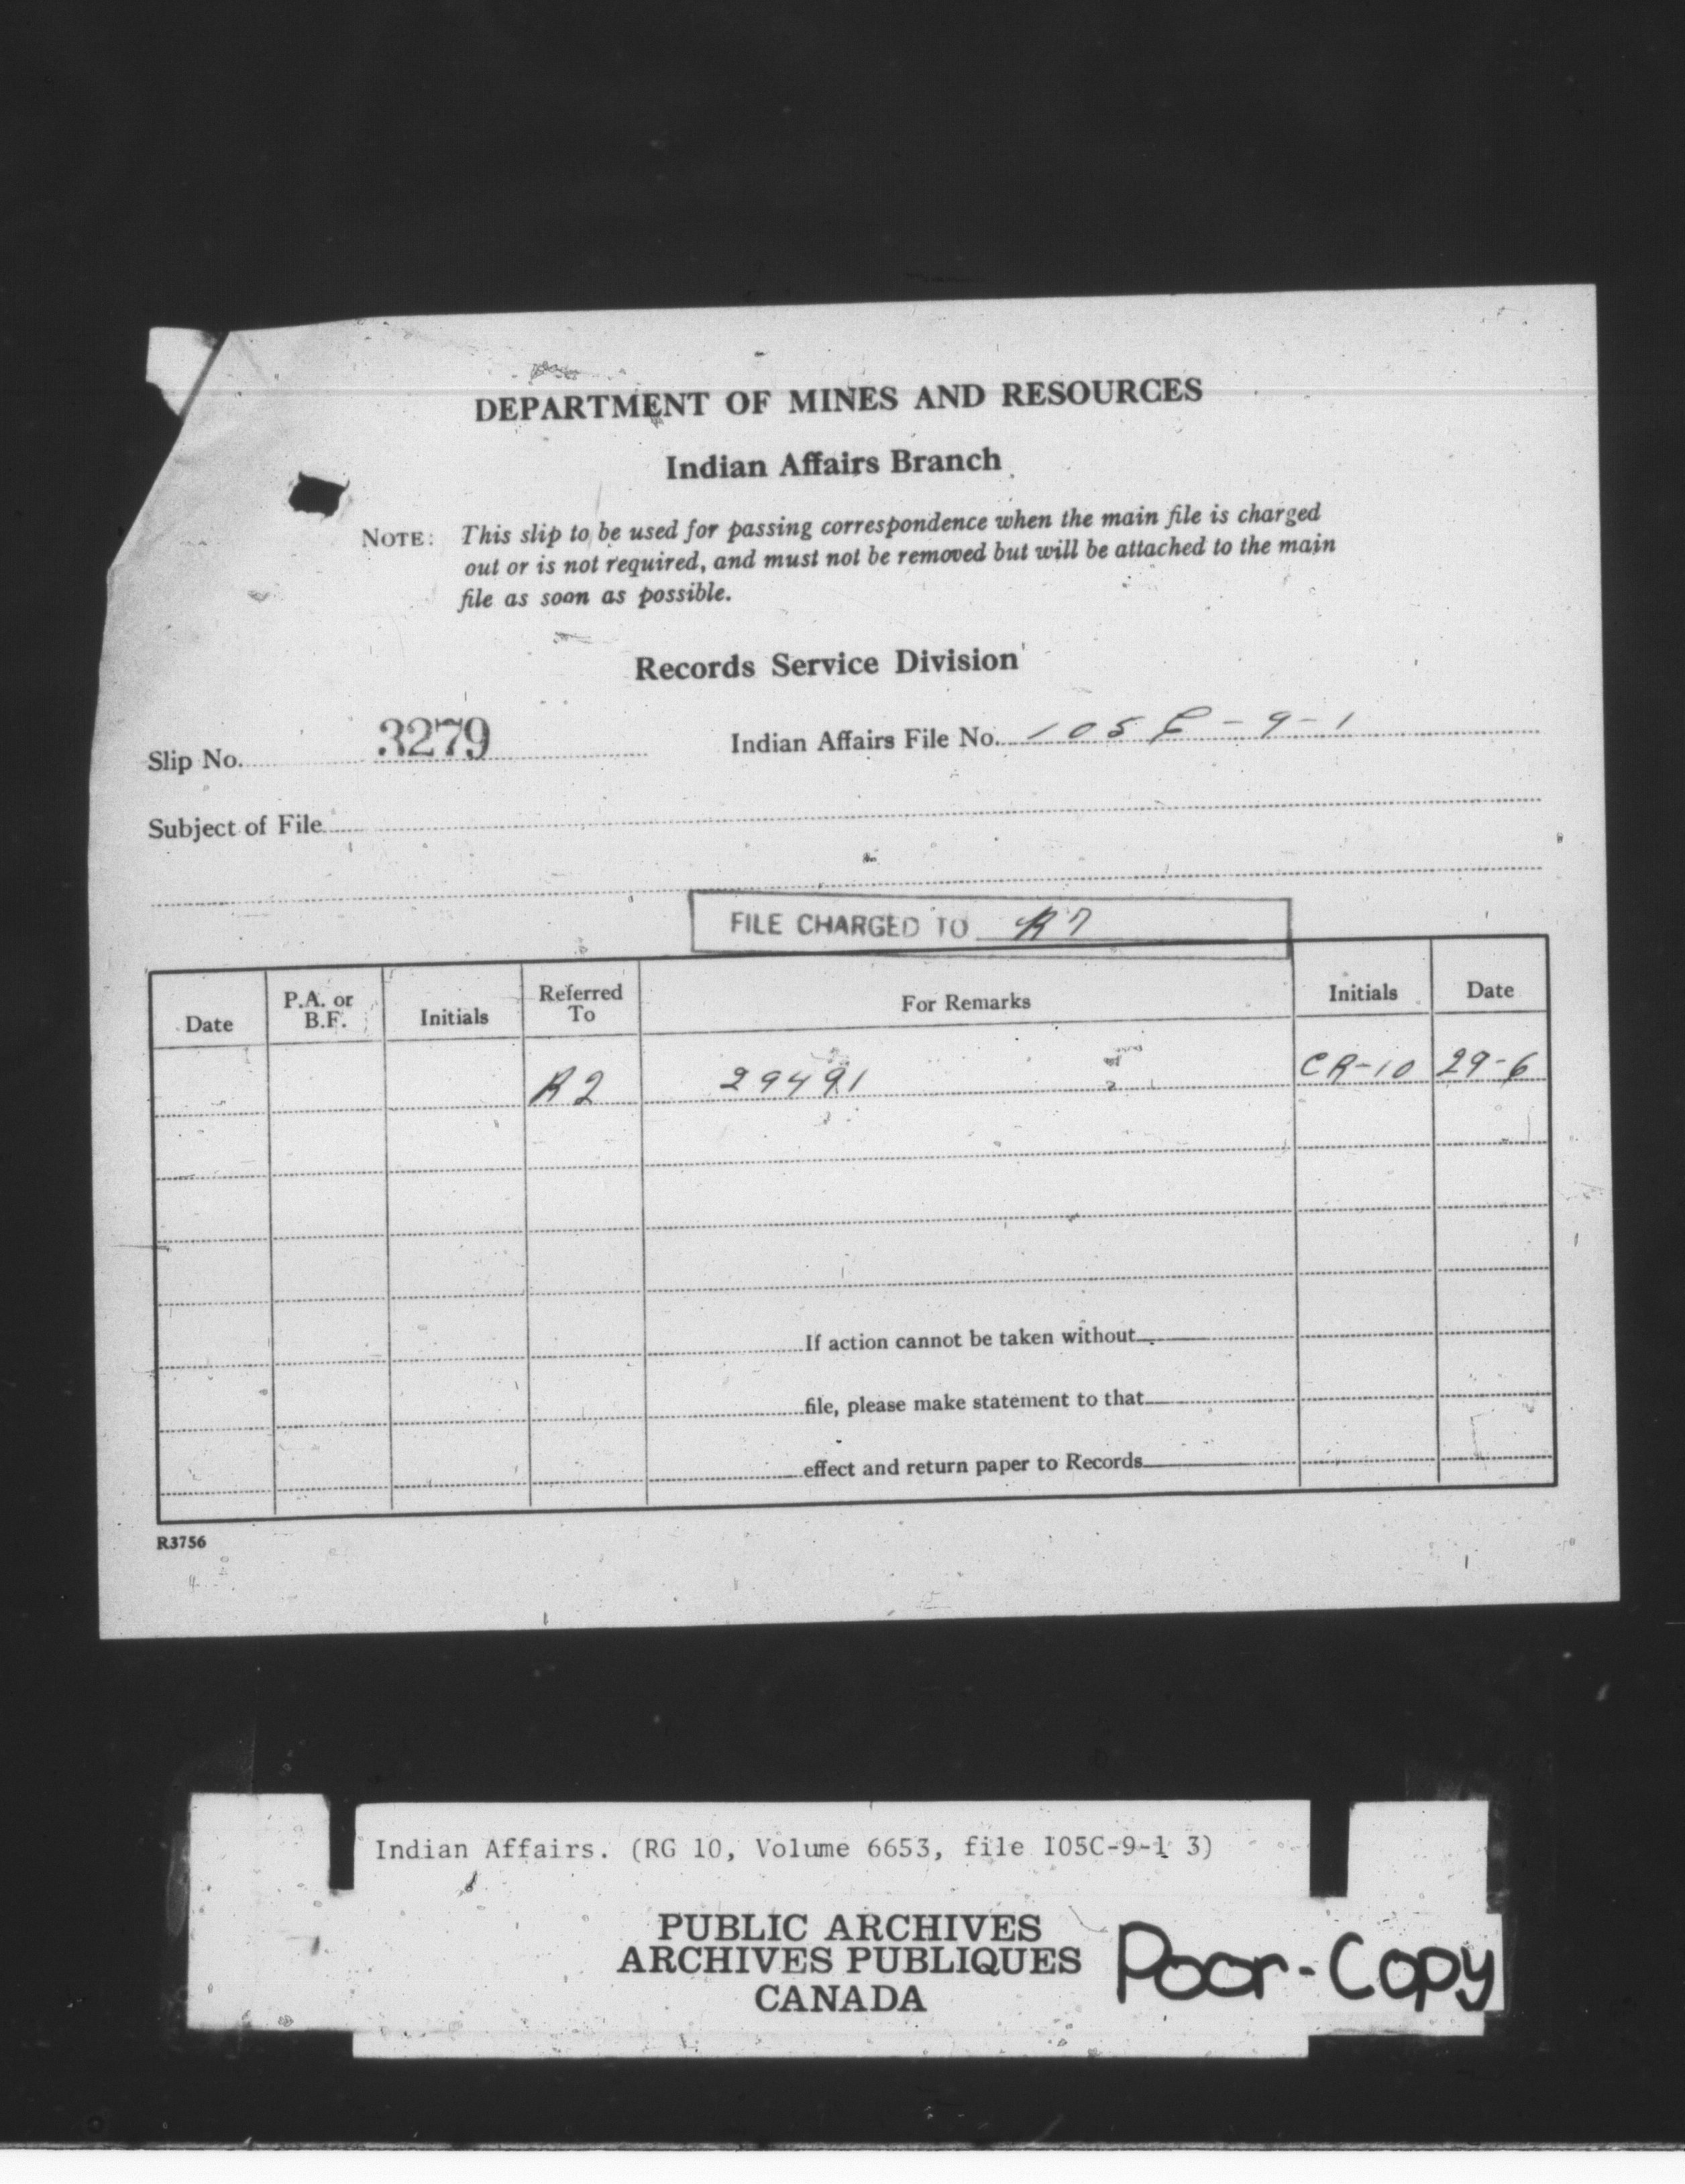 DEPARTMENT OF MINES AND RESOURCES
Indian Affairs Branch
NOTE: This slip to be used for passing correspondence when the main file is charged
out or is not required, and must not be removed but will be attached to the main
file as soon as possible.
Records Service Division
Slip No. 3279 Indian Affairs File No. 105 C-9-1
Subject of File
FILE CHARGED TO R7
Date P.A. or B.F. Initials Referred To For Remarks Initials Date
R2 29491 CR-10 29-6
If action cannot be taken without
file, please make statement to that
effect and return paper to Records
R3756
Indian Affairs. (RG 10, Volume 6653, file 105C-9-1 3)
PUBLIC ARCHIVES
ARCHIVES PUBLIQUES
CANADA
Poor-Copy